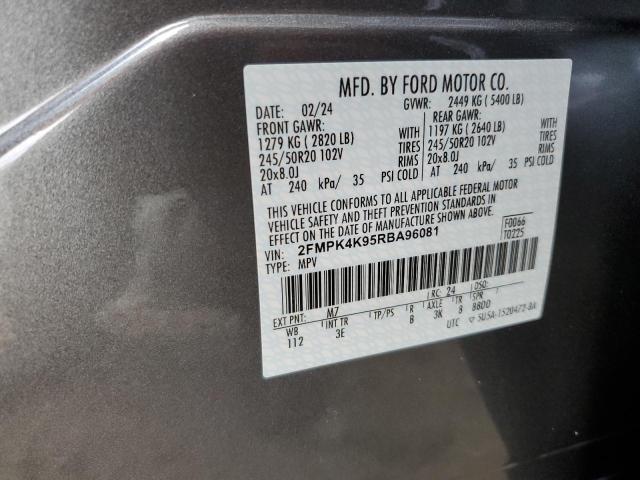 MFD. BY FORD MOTOR CO.
DATE: 02/24 GVWR: 2449 KG ( 5400 LB)
FRONT GAWR: REAR GAWR:
1279 KG ( 2820 LB) WITH 1197 KG ( 2640 LB) WITH
245/50R20 102V TIRES 245/50R20 102V TIRES
20x8.0J RIMS 20x8.0J RIMS
AT 240 kPa/ 35 PSI COLD AT 240 kPa/ 35 PSI COLD
THIS VEHICLE CONFORMS TO ALL APPLICABLE FEDERAL MOTOR
VEHICLE SAFETY AND THEFT PREVENTION STANDARDS IN
EFFECT ON THE DATE OF MANUFACTURE SHOWN ABOVE.
VIN: 2FMPK4K95RBA96081 F0066
TYPE: MPV T0225
EXT PNT: M7 RC: 24 DSO:
WB INT TR TP/PS R AXLE TR SPR
112 3E B 3K 8 BBDD
UTC 5U5A-1520472-BA